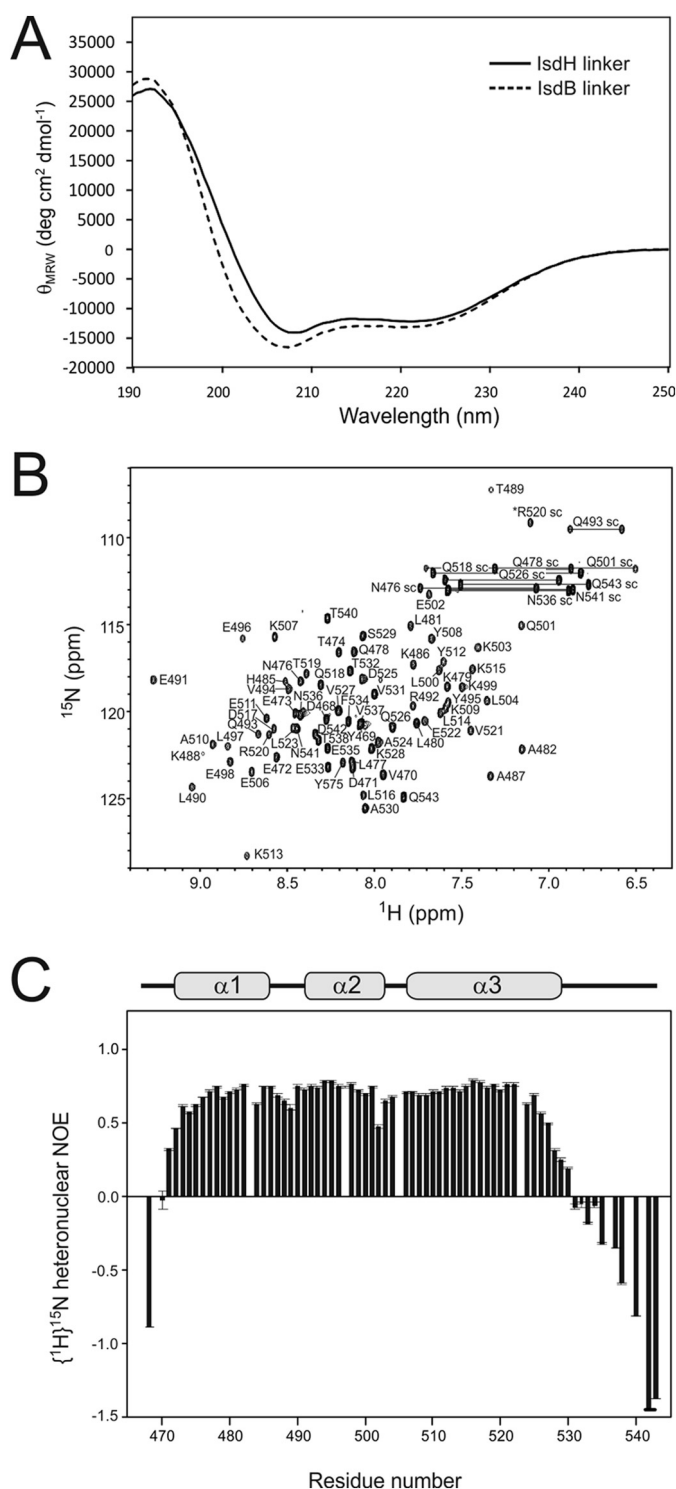 A
35000
30000
25000
20000
15000
10000
5000
0
-5000
-10000
-15000
-20000
θMRW (deg cm2 dmol-1)
IsdH linker
IsdB linker
190 200 210 220 230 240 250
Wavelength (nm)
B
110
115
120
125
15N (ppm)
T489
*R520 sc
Q493 sc
Q518 sc
Q478 sc
Q501 sc
Q526 sc
Q543 sc
N476 sc
N536 sc
N541 sc
E502
T540
L481
E496
K507
S529
Y508
Q501
T474
Q478
Y512
K503
N476
T519
T532
K486
E491
H485
Q518
D525
L500
K479
K515
V494
N536
V527
V531
R492
K499
L504
E473
D468
F534
Y495
E511
V537
K509
D517
Q526
L514
Q493
E522
V521
A510
L497
L523
D542
Y469
A524
L480
K488°
R520
N541
T538
E535
K528
A482
E498
E472
L477
E506
E533
Y575
D471
V470
A487
L490
L516
Q543
A530
K513
9.0 8.5 8.0 7.5 7.0 6.5
1H (ppm)
C
α1 α2 α3
1.0
0.5
0.0
-0.5
-1.0
-1.5
{1H}15N heteronuclear NOE
470 480 490 500 510 520 530 540
Residue number